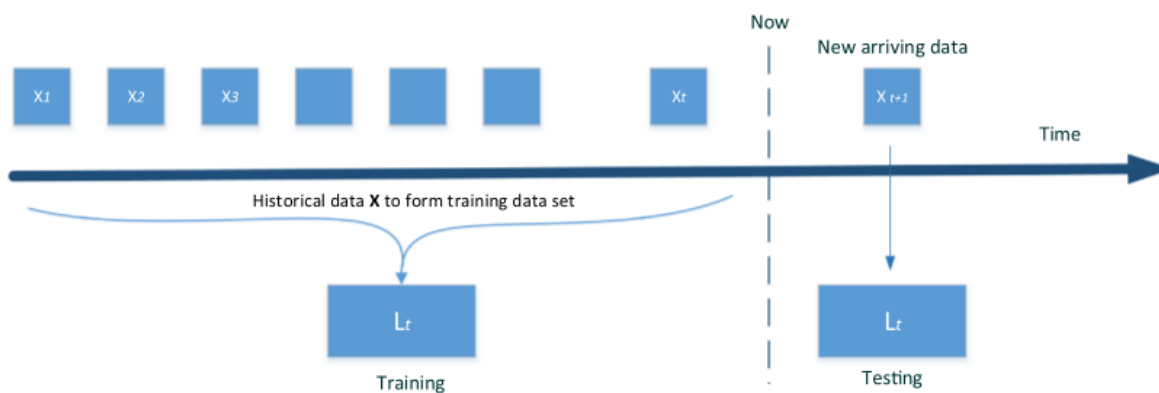 Now
New arriving data
X1 X2 X3 Xt X t+1
Time
Historical data X to form training data set
Lt Lt
Training Testing